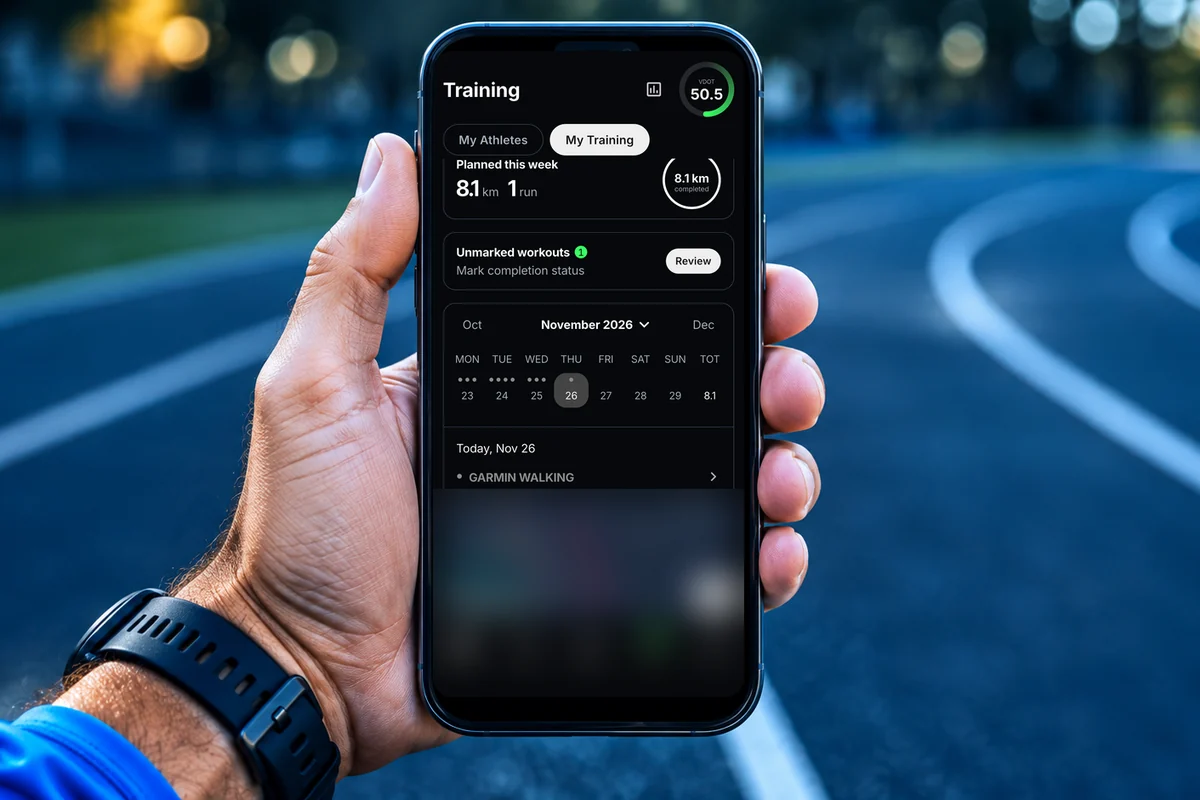 Training
VDOT
50.5
My Athletes
My Training
Planned this week
8.1 km 1 run
8.1 km
completed
Unmarked workouts 1
Mark completion status
Review
Oct
November 2026
Dec
MON TUE WED THU FRI SAT SUN TOT
23 24 25 26 27 28 29 8.1
Today, Nov 26
GARMIN WALKING